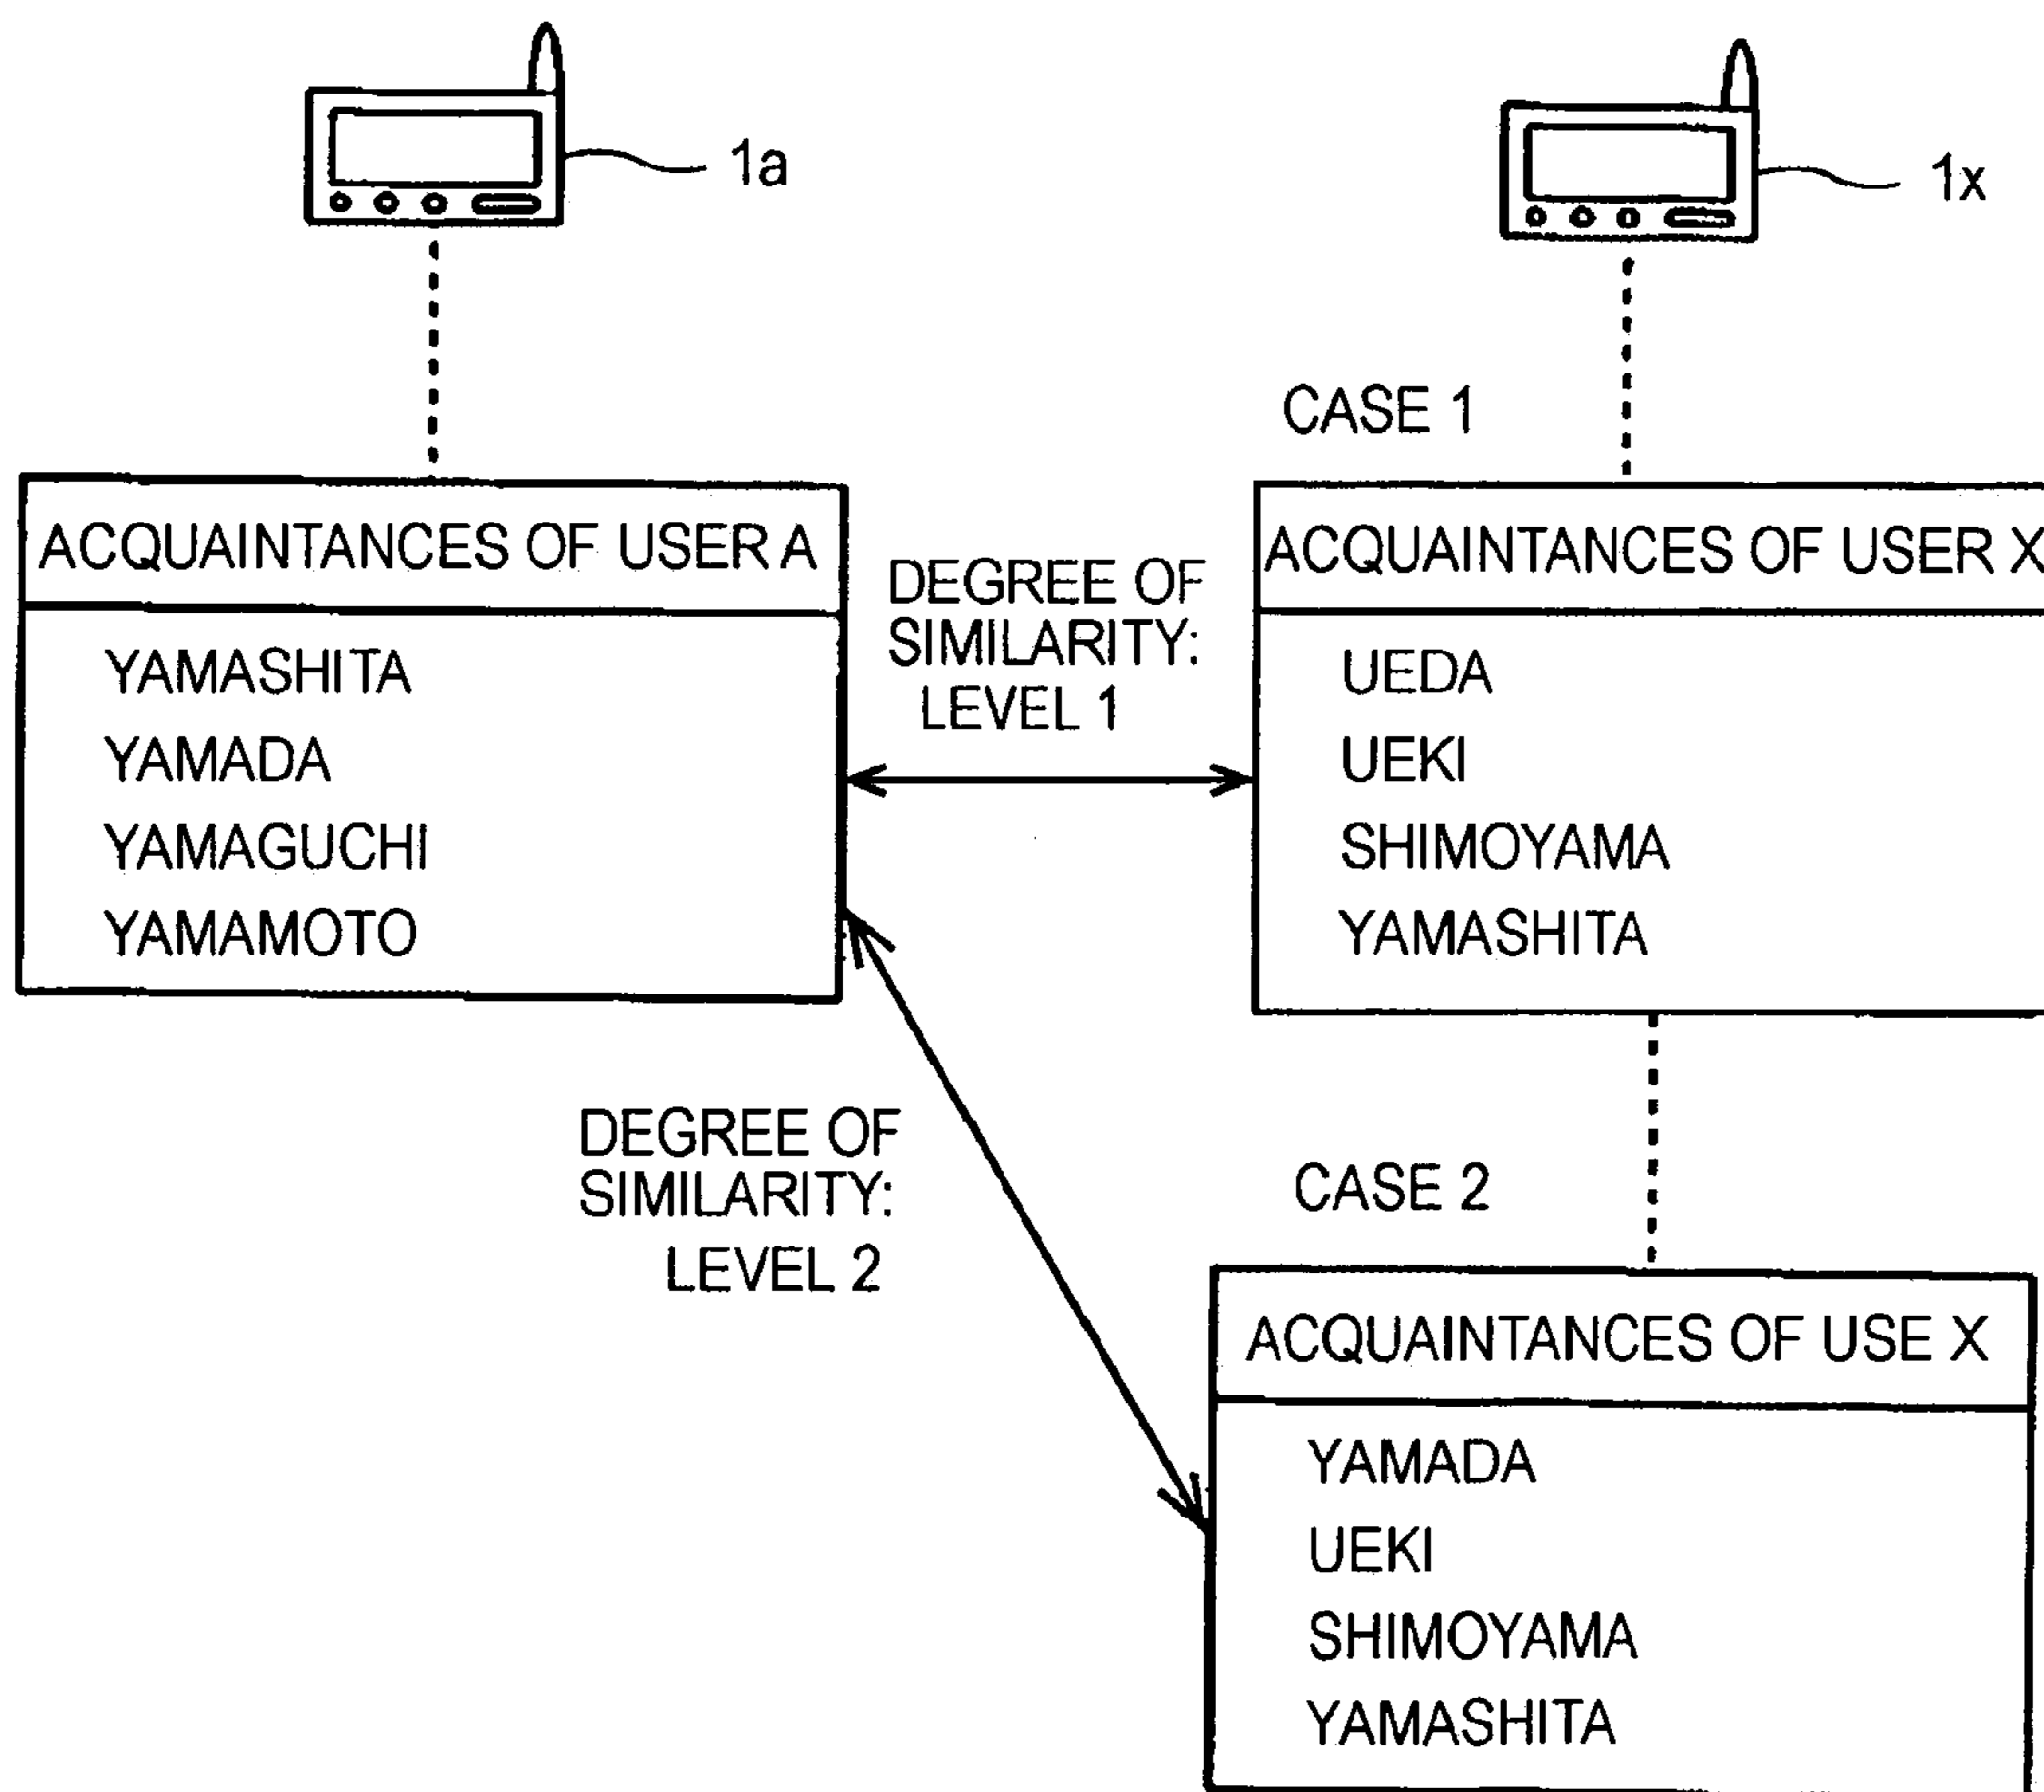 1a
1x
CASE 1
ACQUAINTANCES OF USER A
YAMASHITA
YAMADA
YAMAGUCHI
YAMAMOTO
DEGREE OF
SIMILARITY:
LEVEL 1
ACQUAINTANCES OF USER X
UEDA
UEKI
SHIMOYAMA
YAMASHITA
DEGREE OF
SIMILARITY:
LEVEL 2
CASE 2
ACQUAINTANCES OF USE X
YAMADA
UEKI
SHIMOYAMA
YAMASHITA